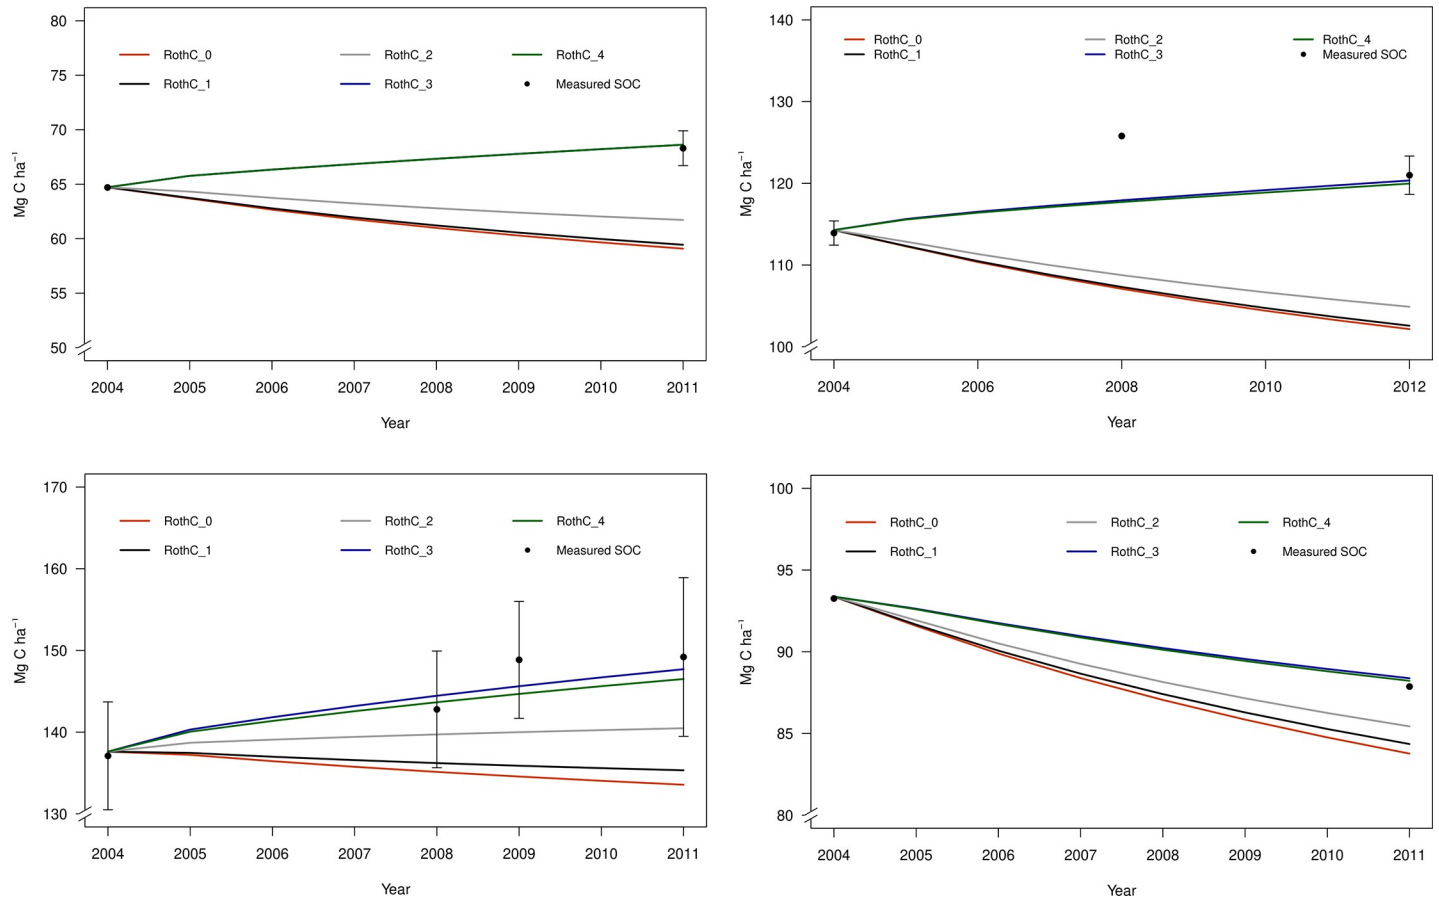 80
75
70
65
60
55
50
Mg C ha⁻¹
RothC_0 RothC_2 RothC_4
RothC_1 RothC_3 Measured SOC
2004 2005 2006 2007 2008 2009 2010 2011
Year
140
130
120
110
100
Mg C ha⁻¹
RothC_0 RothC_2 RothC_4
RothC_1 RothC_3 Measured SOC
2004 2006 2008 2010 2012
Year
170
160
150
140
130
Mg C ha⁻¹
RothC_0 RothC_2 RothC_4
RothC_1 RothC_3 Measured SOC
2004 2005 2006 2007 2008 2009 2010 2011
Year
100
95
90
85
80
Mg C ha⁻¹
RothC_0 RothC_2 RothC_4
RothC_1 RothC_3 Measured SOC
2004 2005 2006 2007 2008 2009 2010 2011
Year